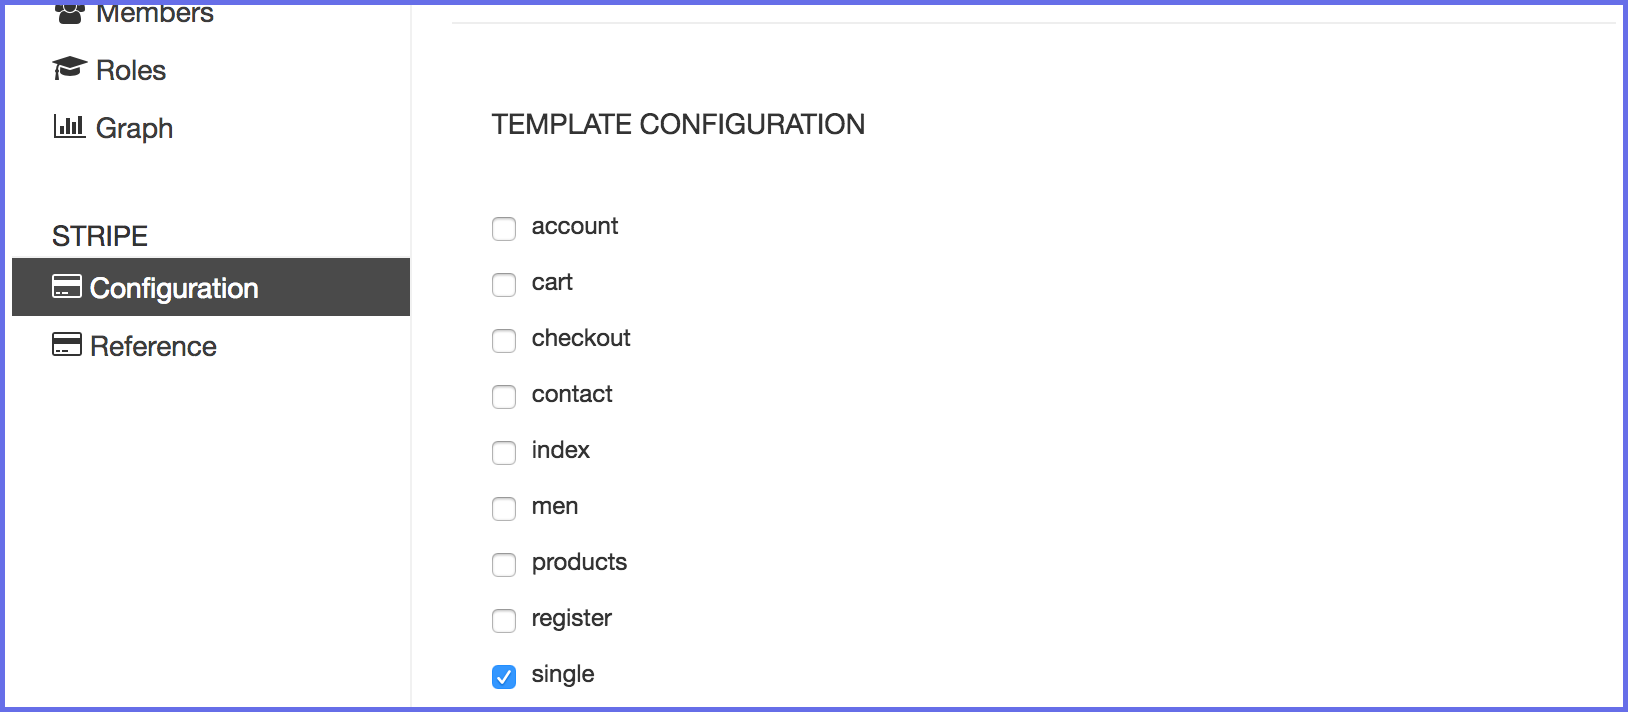 Members
Roles
Graph
STRIPE
Configuration
Reference
TEMPLATE CONFIGURATION
account
cart
checkout
contact
index
men
products
register
single